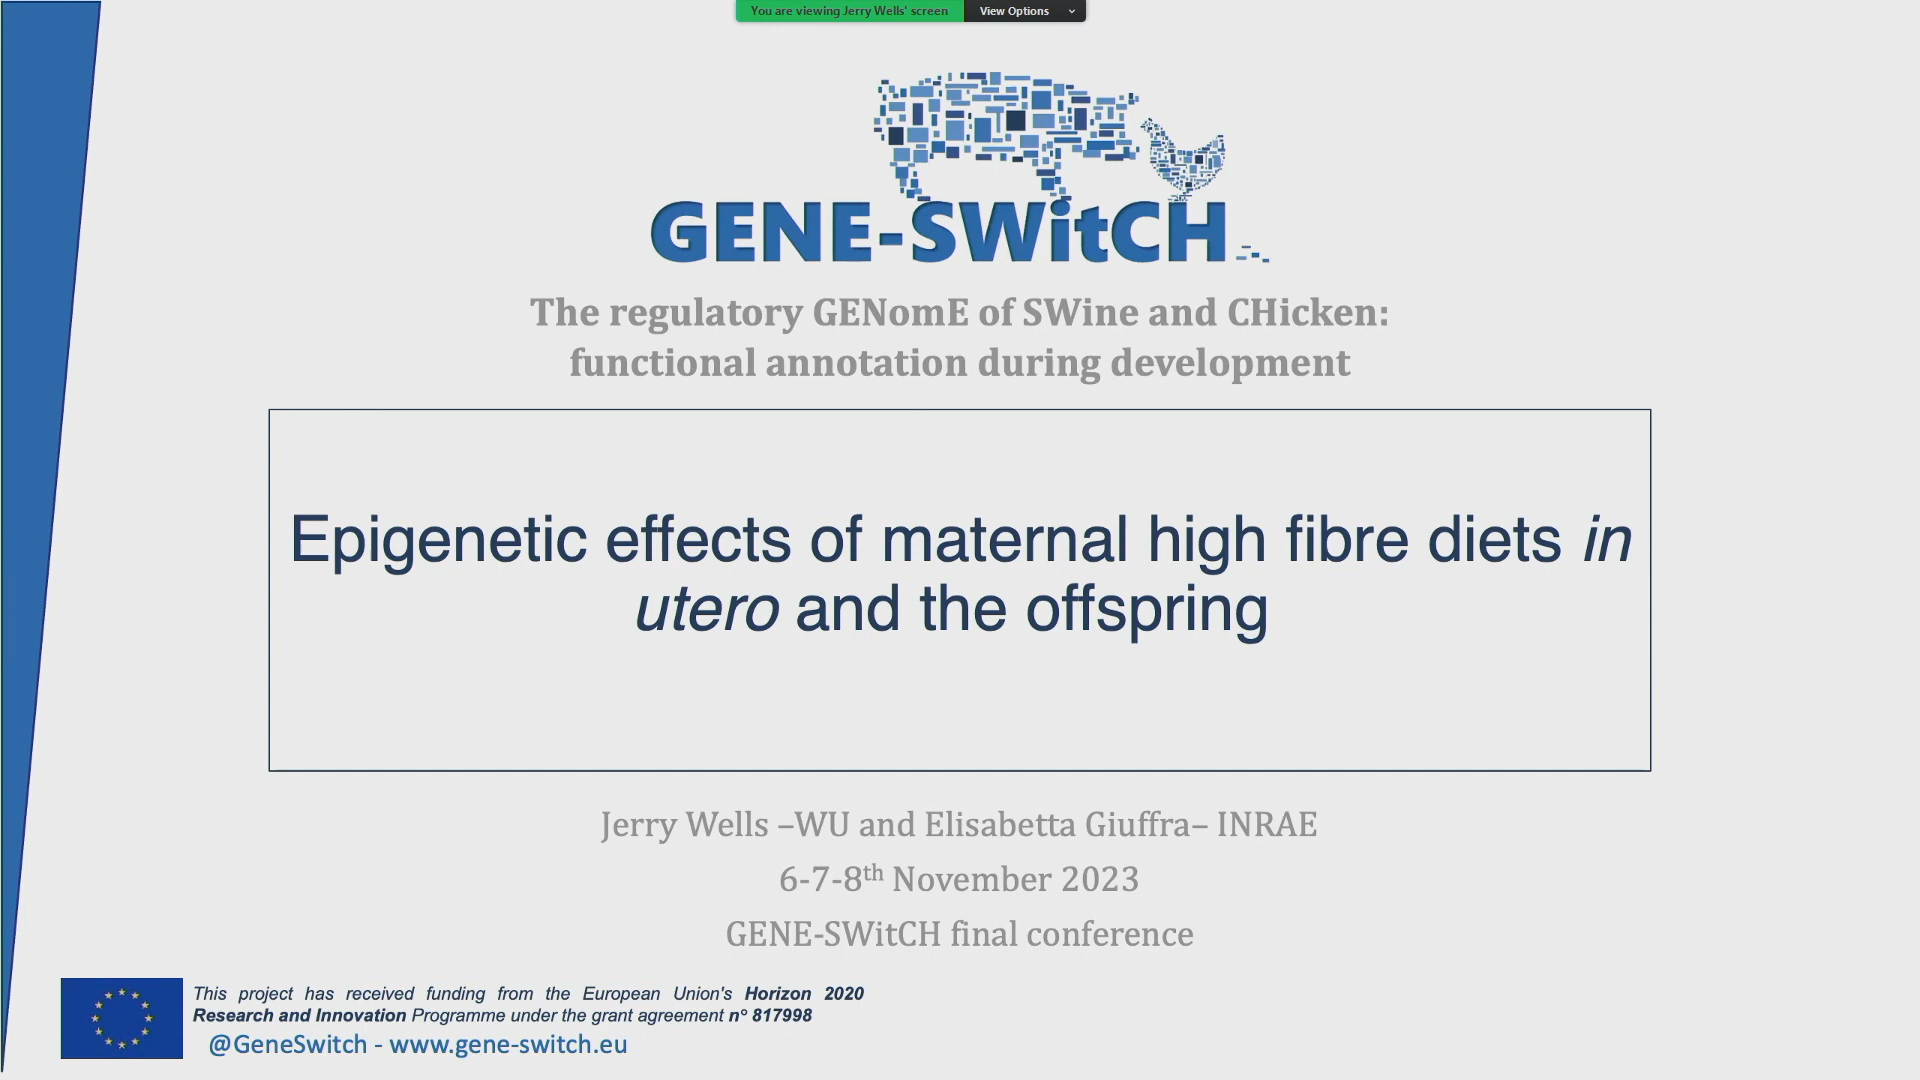 You are viewing Jerry Wells' screen View Options
GENE-SWitCH
The regulatory GENomE of SWine and CHicken:
functional annotation during development
Epigenetic effects of maternal high fibre diets in
utero and the offspring
Jerry Wells –WU and Elisabetta Giuffra– INRAE
6-7-8th November 2023
GENE-SWitCH final conference
This project has received funding from the European Union's Horizon 2020
Research and Innovation Programme under the grant agreement n° 817998
@GeneSwitch - www.gene-switch.eu